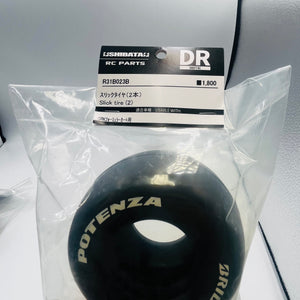 SHIBATA
RC PARTS
DR
R31B023B
■1,800
スリックタイヤ(2本)
Slick tire (2)
POTENZA
BRID